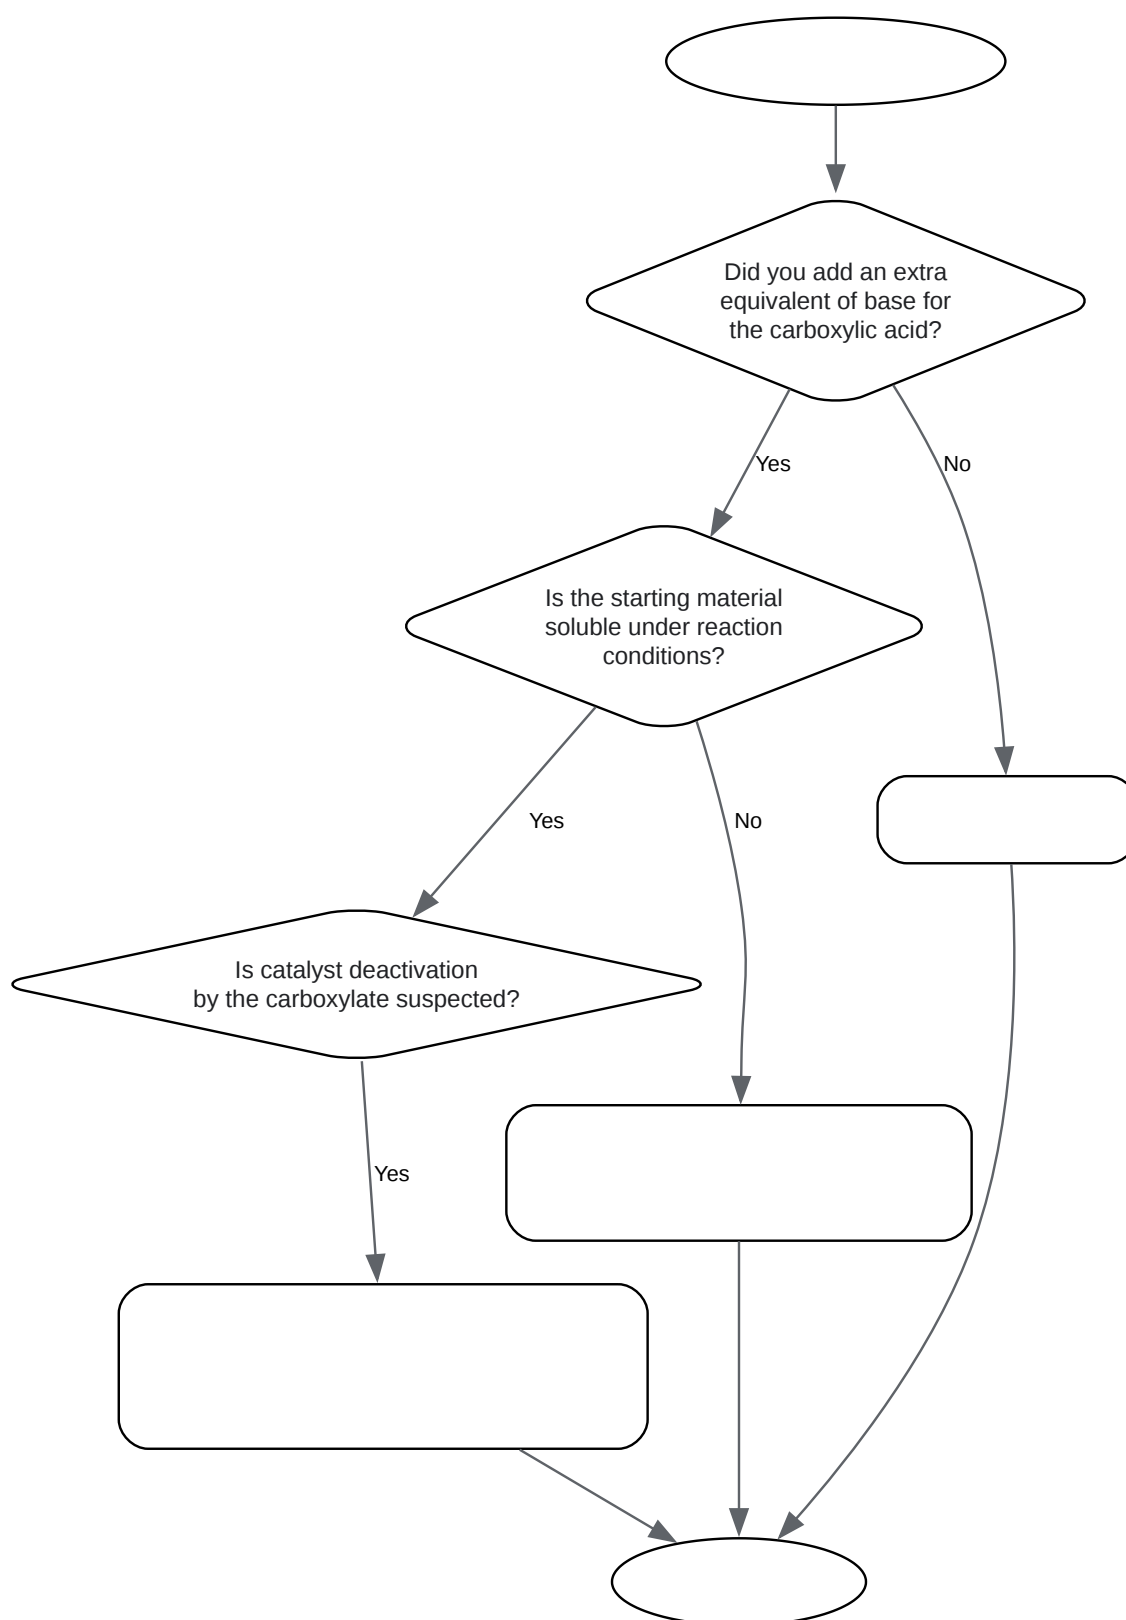 Did you add an extra
equivalent of base for
the carboxylic acid?
Yes
No
Is the starting material
soluble under reaction
conditions?
Yes
No
Is catalyst deactivation
by the carboxylate suspected?
Yes